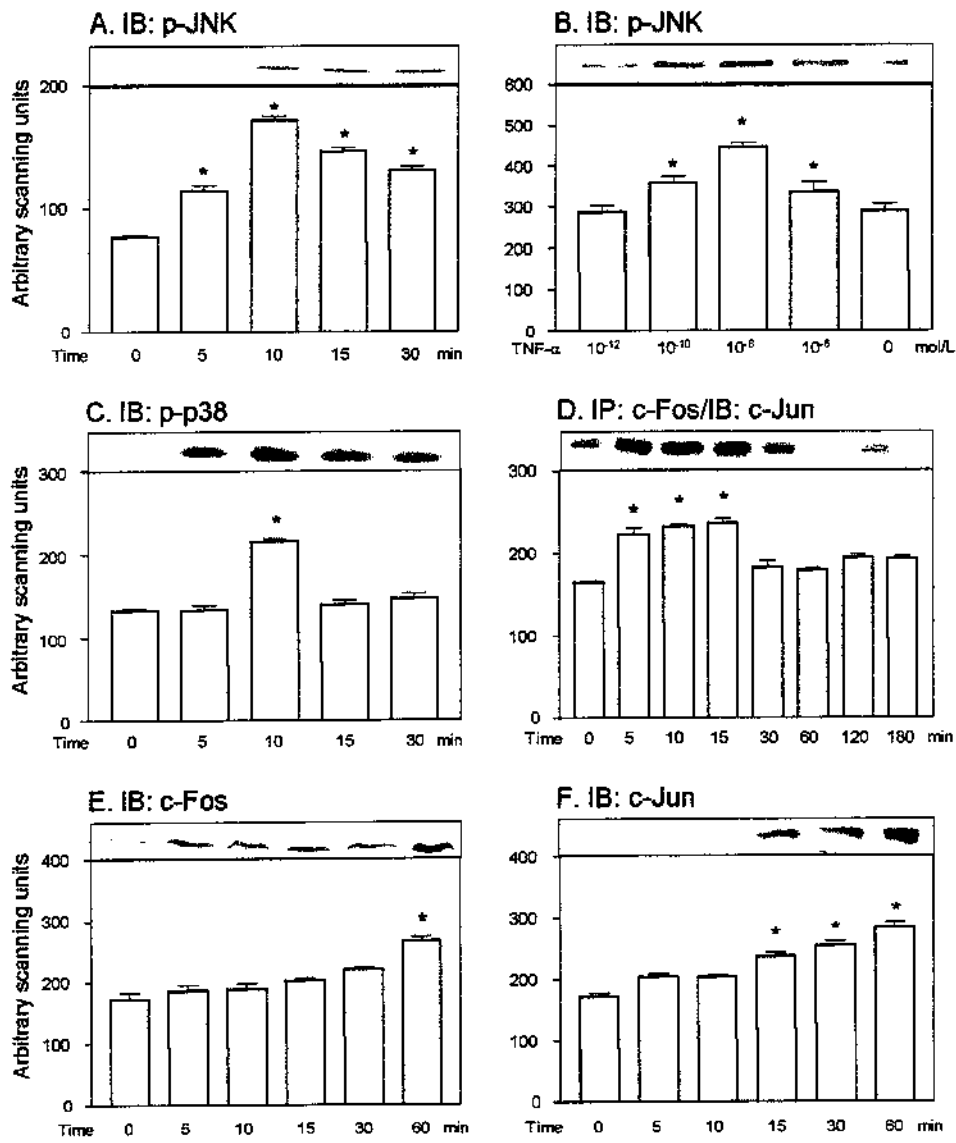 A. IB: p-JNK
Arbitrary scanning units
200
100
0
* * * *
Time 0 5 10 15 30 min
B. IB: p-JNK
600
500
400
300
200
100
0
* * *
TNF-α 10⁻¹² 10⁻¹⁰ 10⁻⁸ 10⁻⁶ 0 mol/L
C. IB: p-p38
Arbitrary scanning units
300
200
100
0
*
Time 0 5 10 15 30 min
D. IP: c-Fos/IB: c-Jun
300
200
100
0
* * *
Time 0 5 10 15 30 60 120 180 min
E. IB: c-Fos
Arbitrary scanning units
400
300
200
100
0
*
Time 0 5 10 15 30 60 min
F. IB: c-Jun
400
300
200
100
0
* * *
Time 0 5 10 15 30 60 min